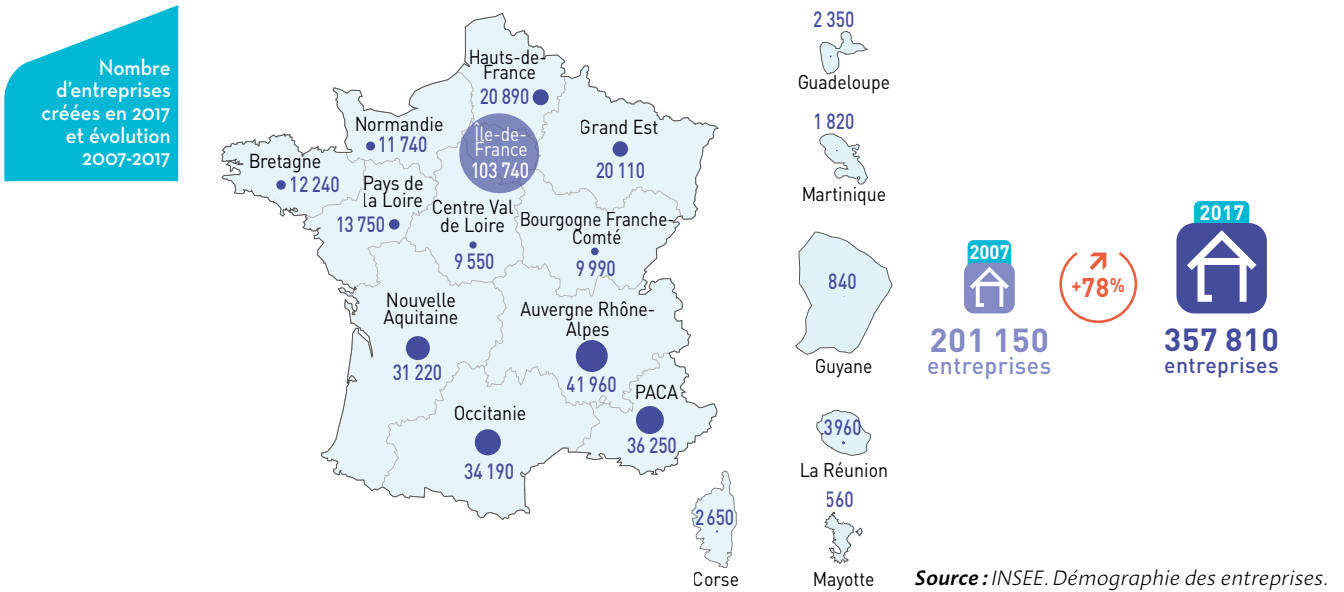 Nombre
d'entreprises
créées en 2017
et évolution
2007-2017
Hauts-de-
France
20 890
Normandie
11 740
Île-de-
France
103 740
Grand Est
20 110
Bretagne
12 240
Pays de
la Loire
13 750
Centre Val
de Loire
9 550
Bourgogne Franche-
Comté
9 990
Nouvelle
Aquitaine
31 220
Auvergne Rhône-
Alpes
41 960
PACA
36 250
Occitanie
34 190
2 650
Corse
2 350
Guadeloupe
1 820
Martinique
840
Guyane
3960
La Réunion
560
Mayotte
2007
201 150
entreprises
+78%
2017
357 810
entreprises
Source : INSEE. Démographie des entreprises.